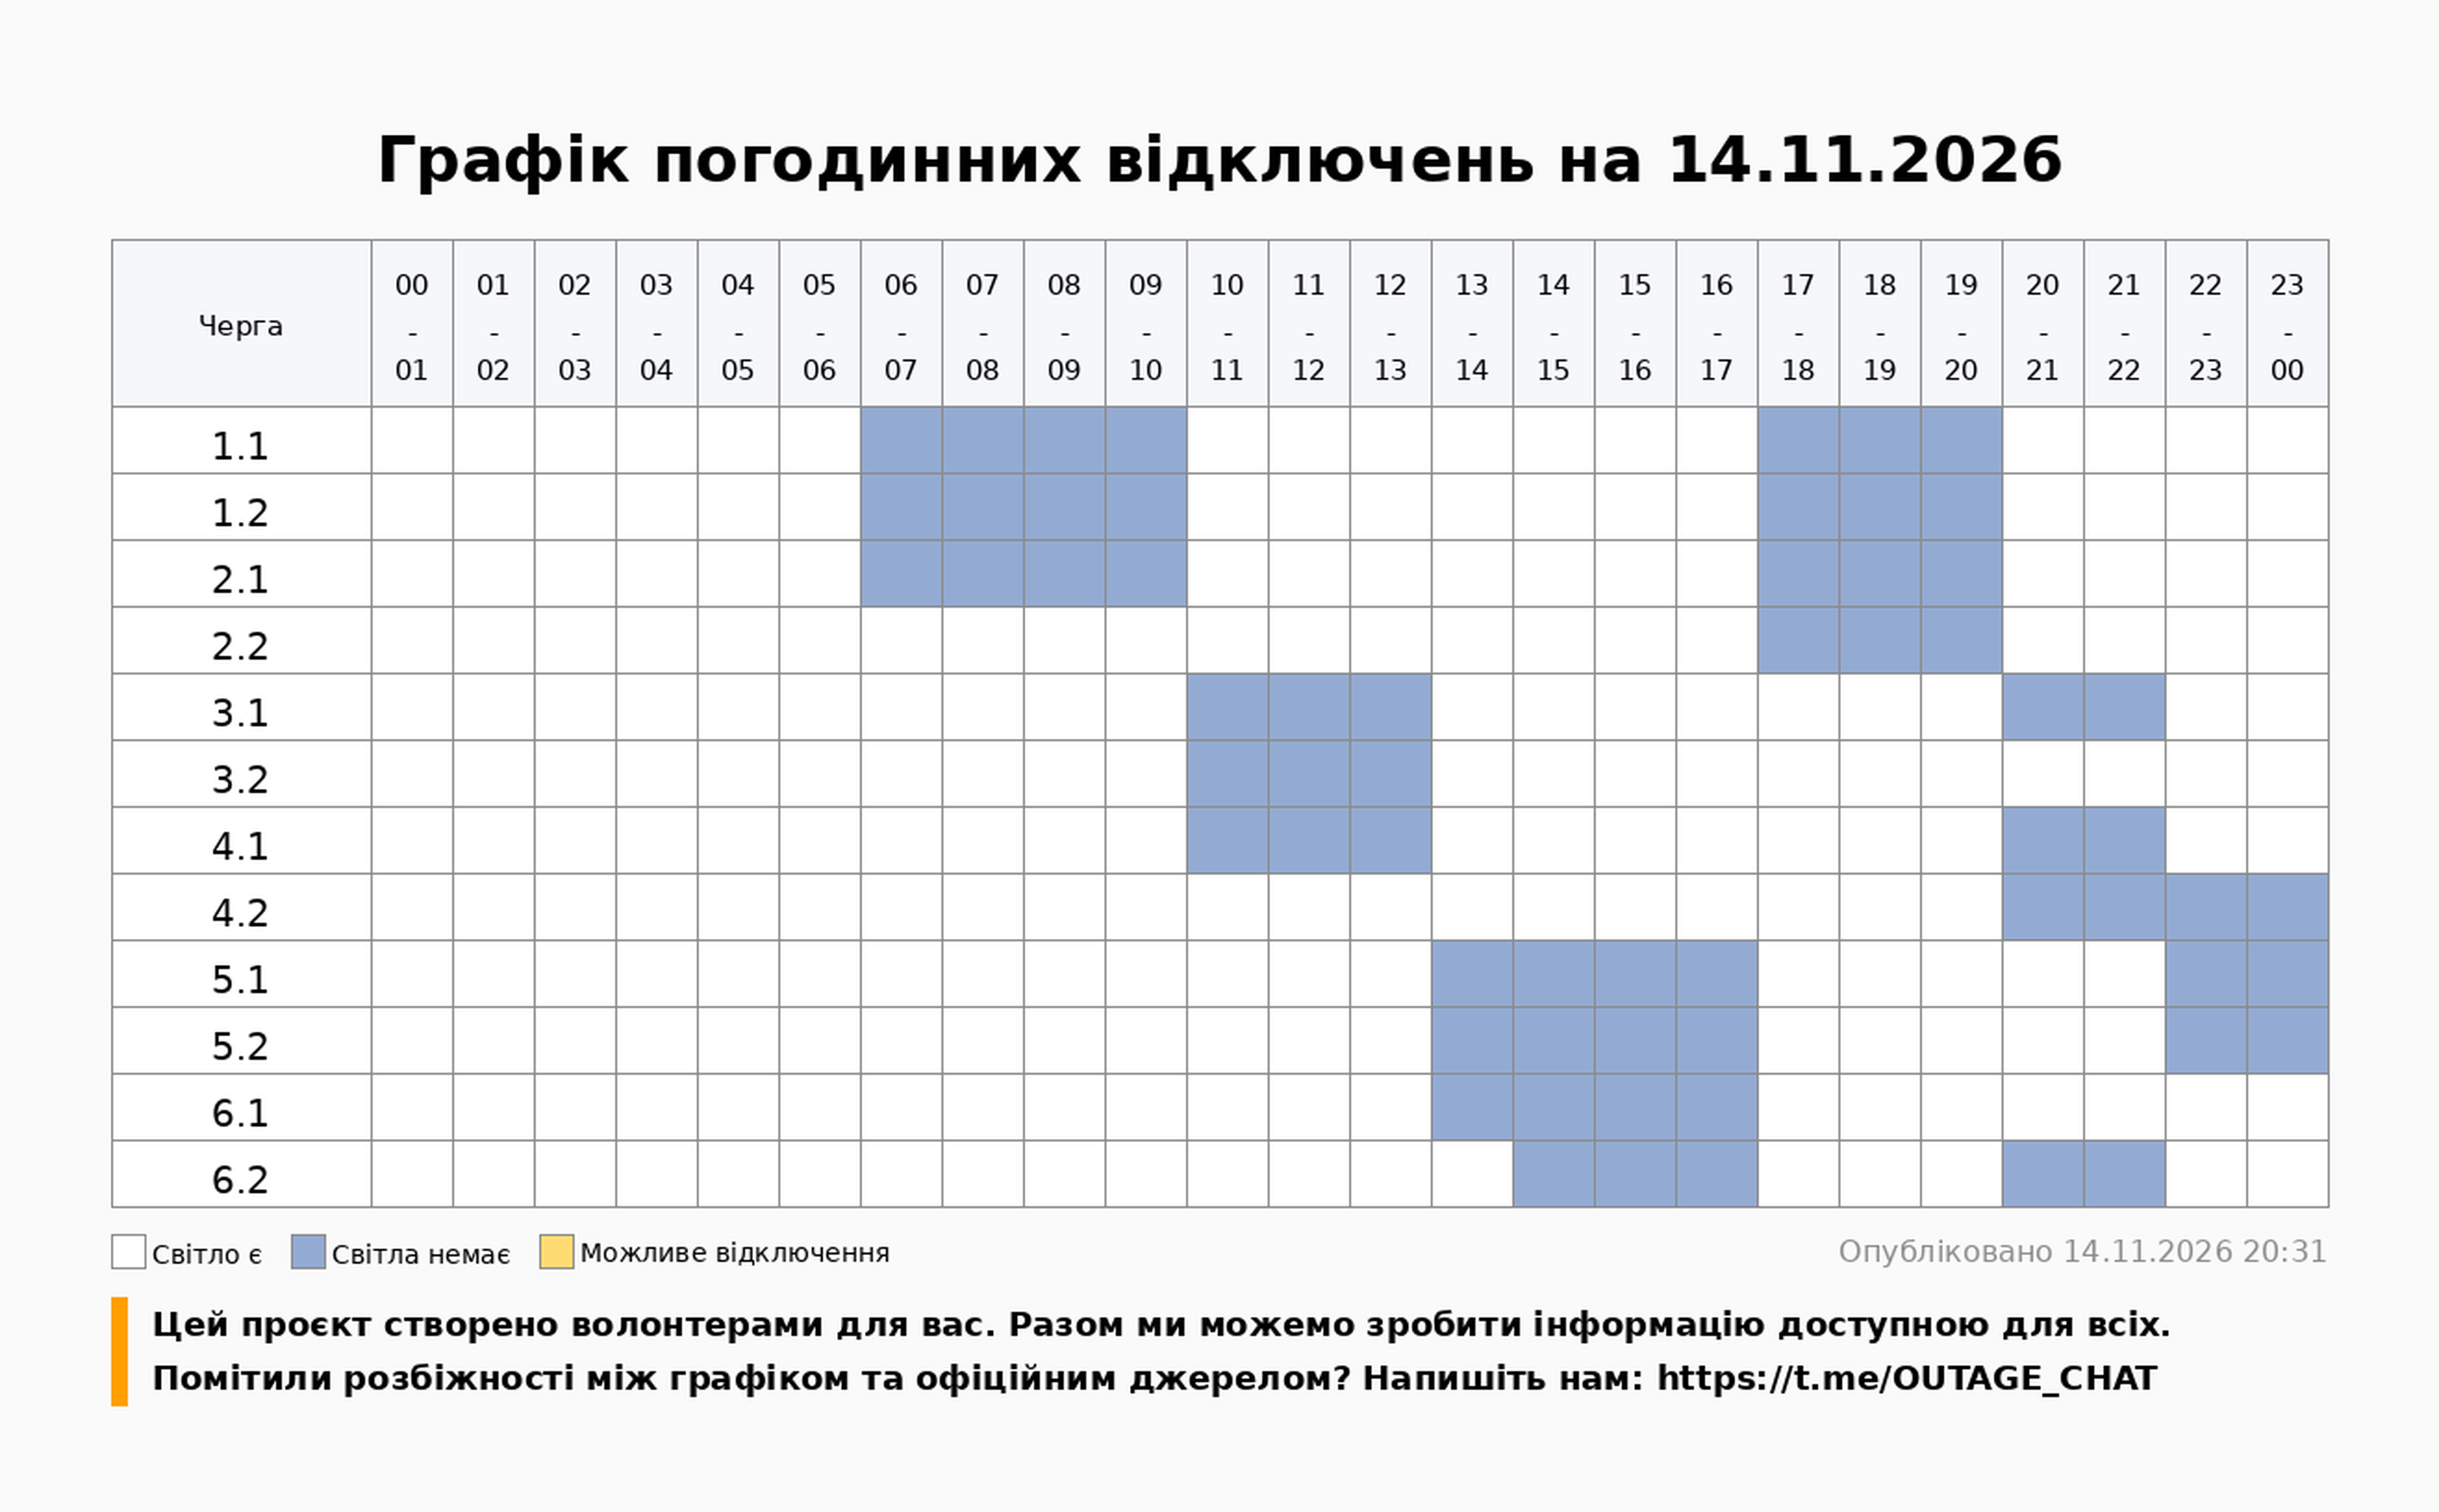 Графік погодинних відключень на 14.11.2026
Черга 00 - 01 01 - 02 02 - 03 03 - 04 04 - 05 05 - 06 06 - 07 07 - 08 08 - 09 09 - 10 10 - 11 11 - 12 12 - 13 13 - 14 14 - 15 15 - 16 16 - 17 17 - 18 18 - 19 19 - 20 20 - 21 21 - 22 22 - 23 23 - 00
1.1
1.2
2.1
2.2
3.1
3.2
4.1
4.2
5.1
5.2
6.1
6.2
Світло є Світла немає Можливе відключення Опубліковано 14.11.2026 20:31
Цей проєкт створено волонтерами для вас. Разом ми можемо зробити інформацію доступною для всіх.
Помітили розбіжності між графіком та офіційним джерелом? Напишіть нам: https://t.me/OUTAGE_CHAT